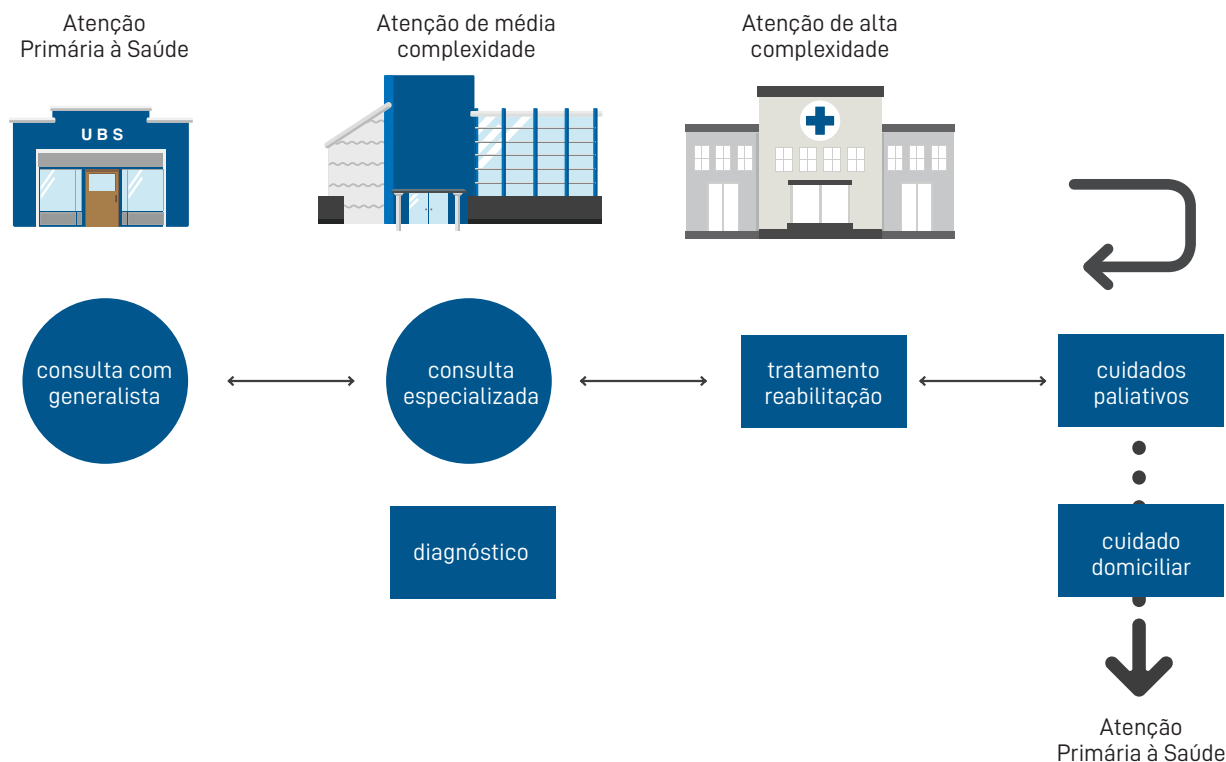 Atenção
Primária à Saúde
Atenção de média
complexidade
Atenção de alta
complexidade
UBS
consulta com
generalista
consulta
especializada
tratamento
reabilitação
cuidados
paliativos
diagnóstico
cuidado
domiciliar
Atenção
Primária à Saúde